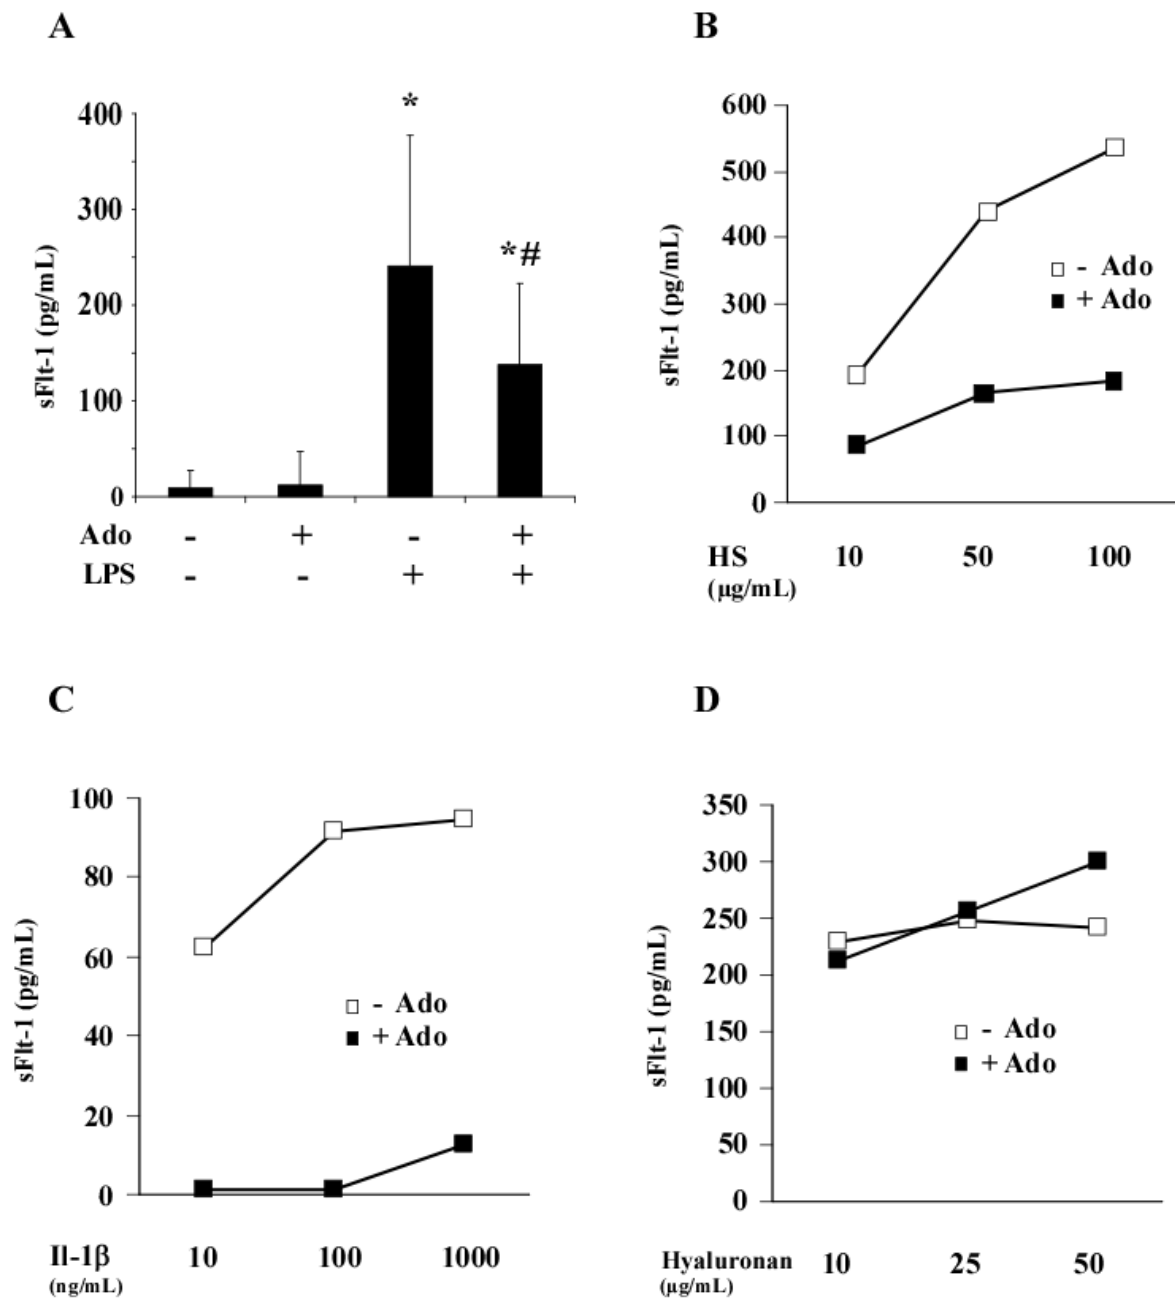 A
400
300
200
100
0
sFlt-1 (pg/mL)
*
*#
Ado - + - +
LPS - - + +
B
600
500
400
300
200
100
0
sFlt-1 (pg/mL)
- Ado
+ Ado
HS 10 50 100
(µg/mL)
C
100
80
60
40
20
0
sFlt-1 (pg/mL)
- Ado
+ Ado
Il-1β 10 100 1000
(ng/mL)
D
350
300
250
200
150
100
50
0
sFlt-1 (pg/mL)
- Ado
+ Ado
Hyaluronan 10 25 50
(µg/mL)